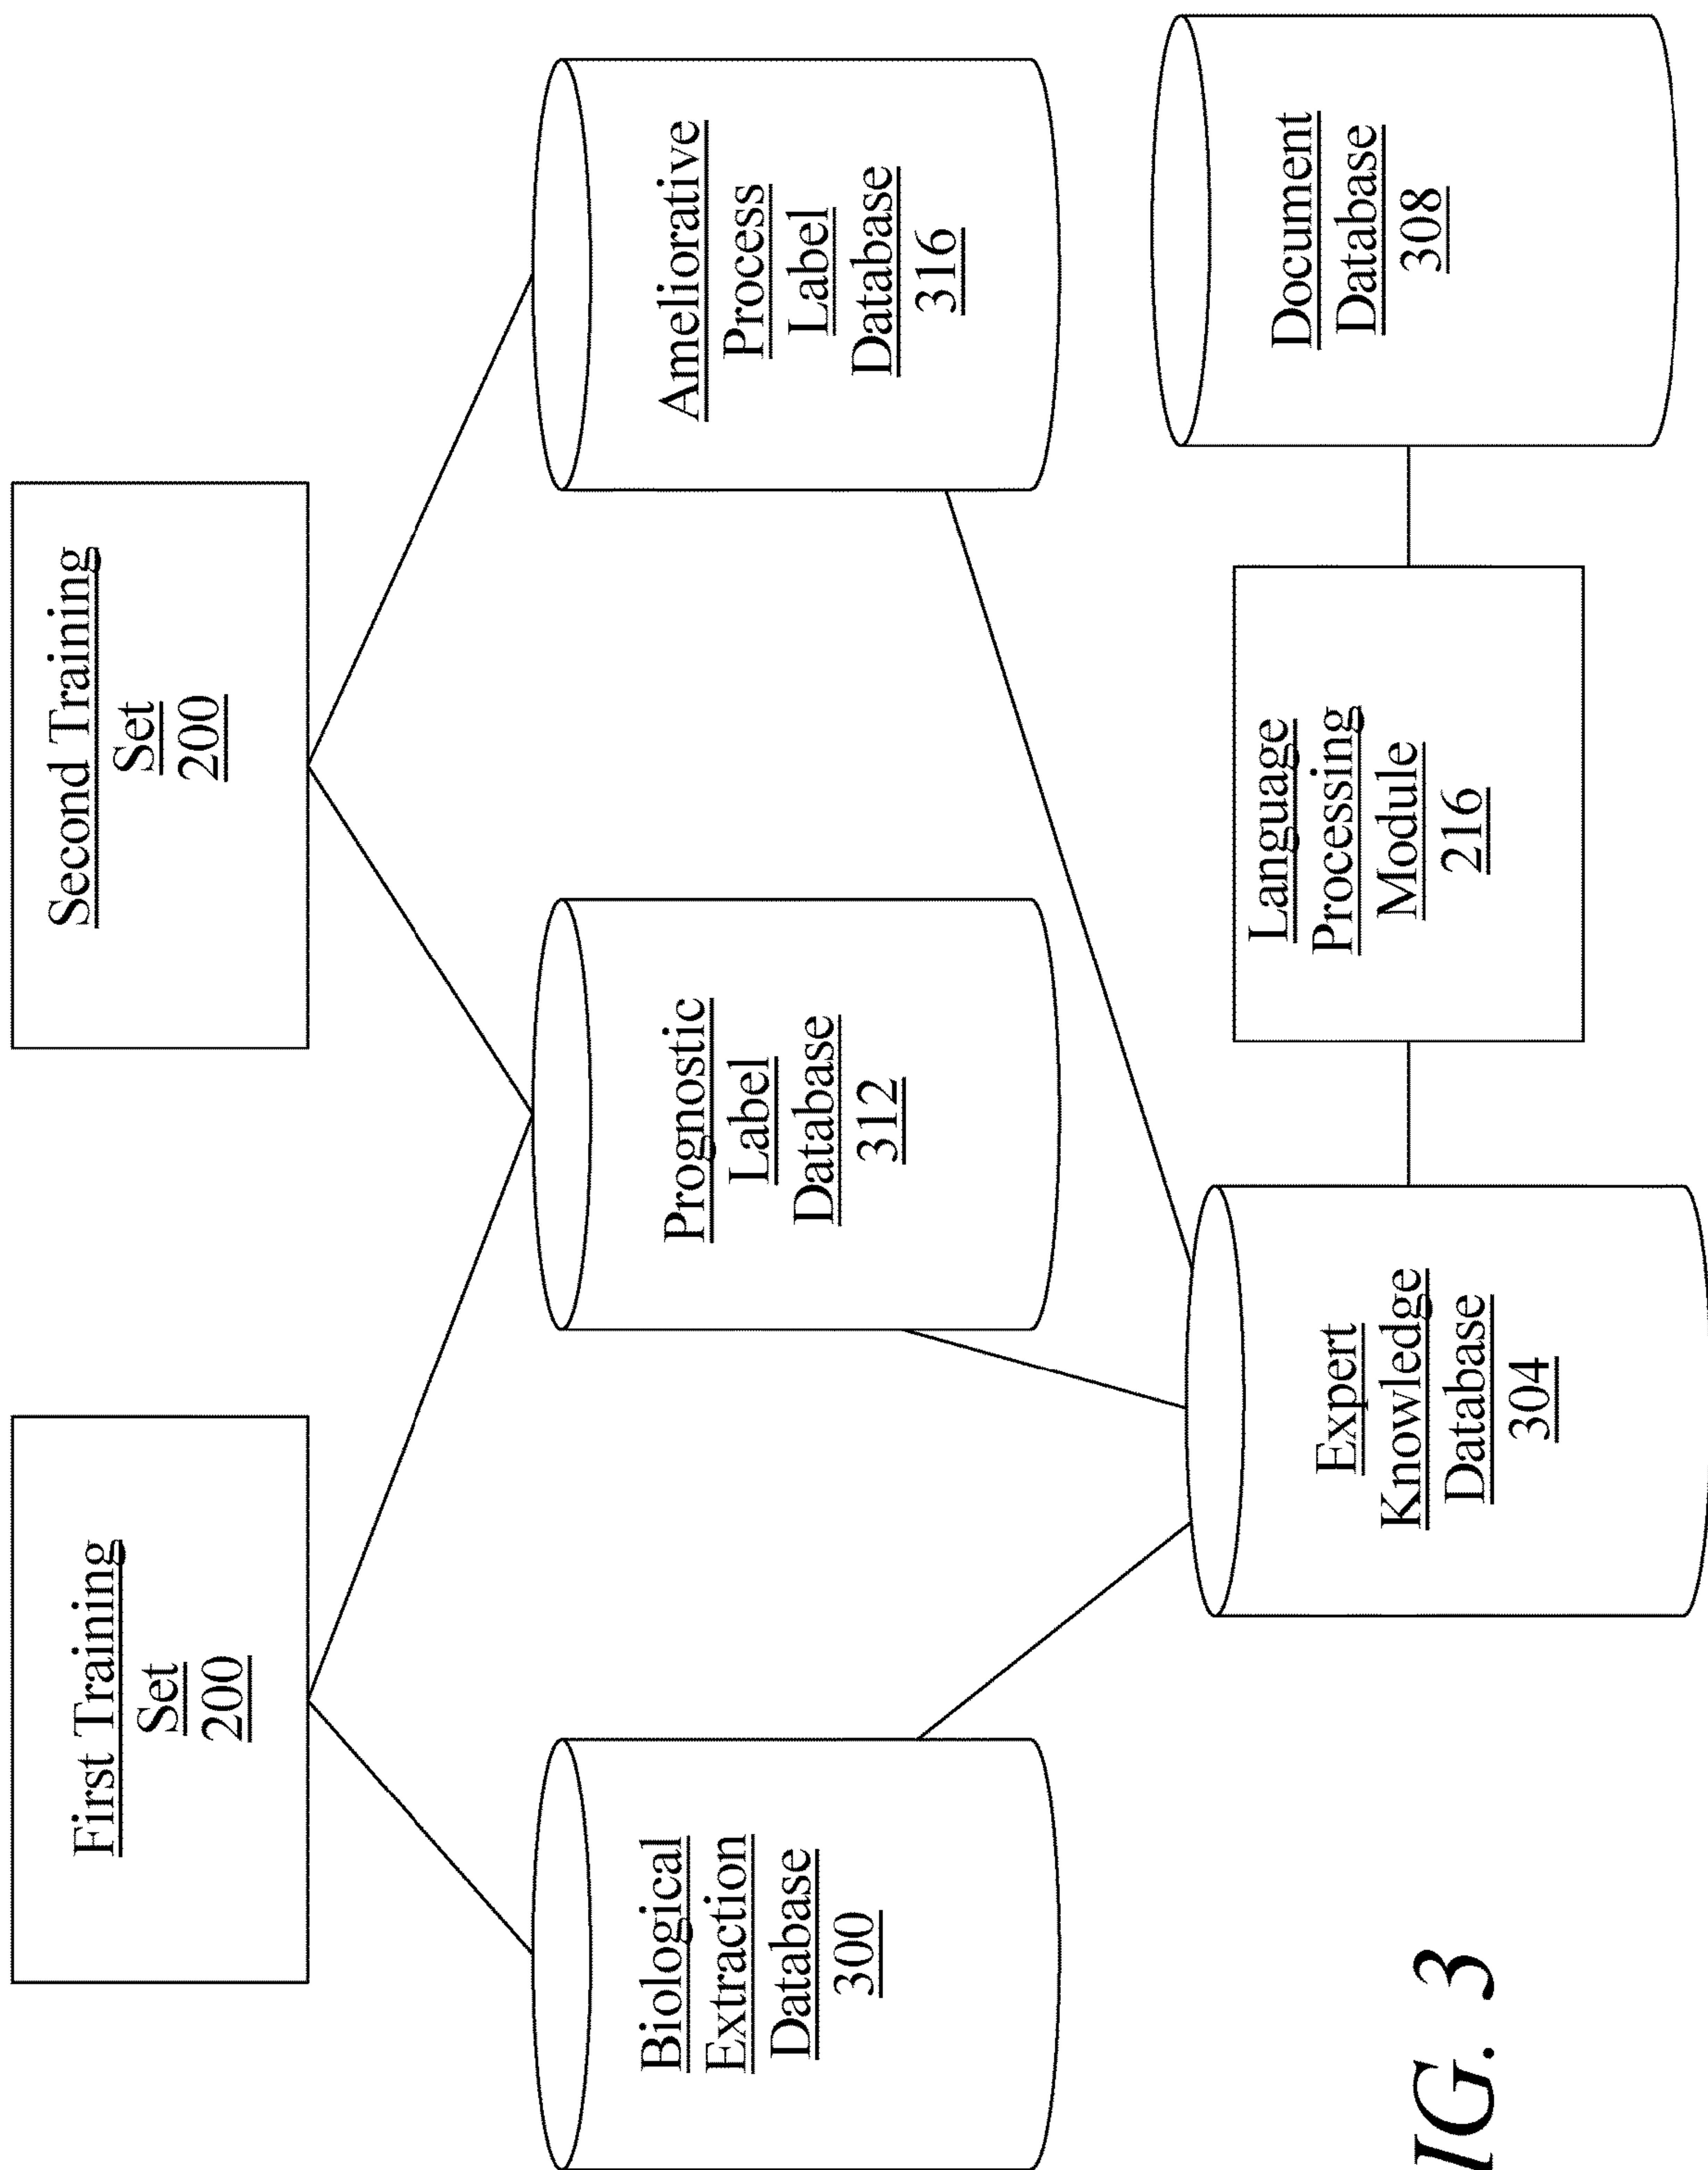 First Training
Set
200
Second Training
Set
200
Biological
Extraction
Database
300
Prognostic
Label
Database
312
Ameliorative
Process
Label
Database
316
Expert
Knowledge
Database
304
Language
Processing
Module
216
Document
Database
308
IG. 3